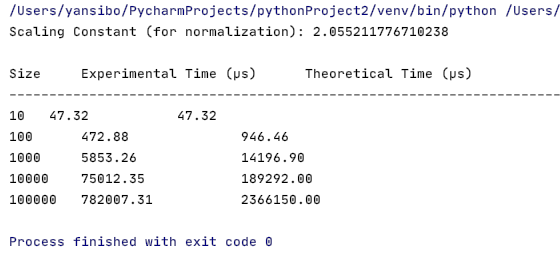 /Users/yansibo/PycharmProjects/pythonProject2/venv/bin/python /Users/
Scaling Constant (for normalization): 2.055211776710238
Size Experimental Time (µs) Theoretical Time (µs)
----------------------------------------------------------------------
10 47.32 47.32
100 472.88 946.46
1000 5853.26 14196.90
10000 75012.35 189292.00
100000 782007.31 2366150.00
Process finished with exit code 0